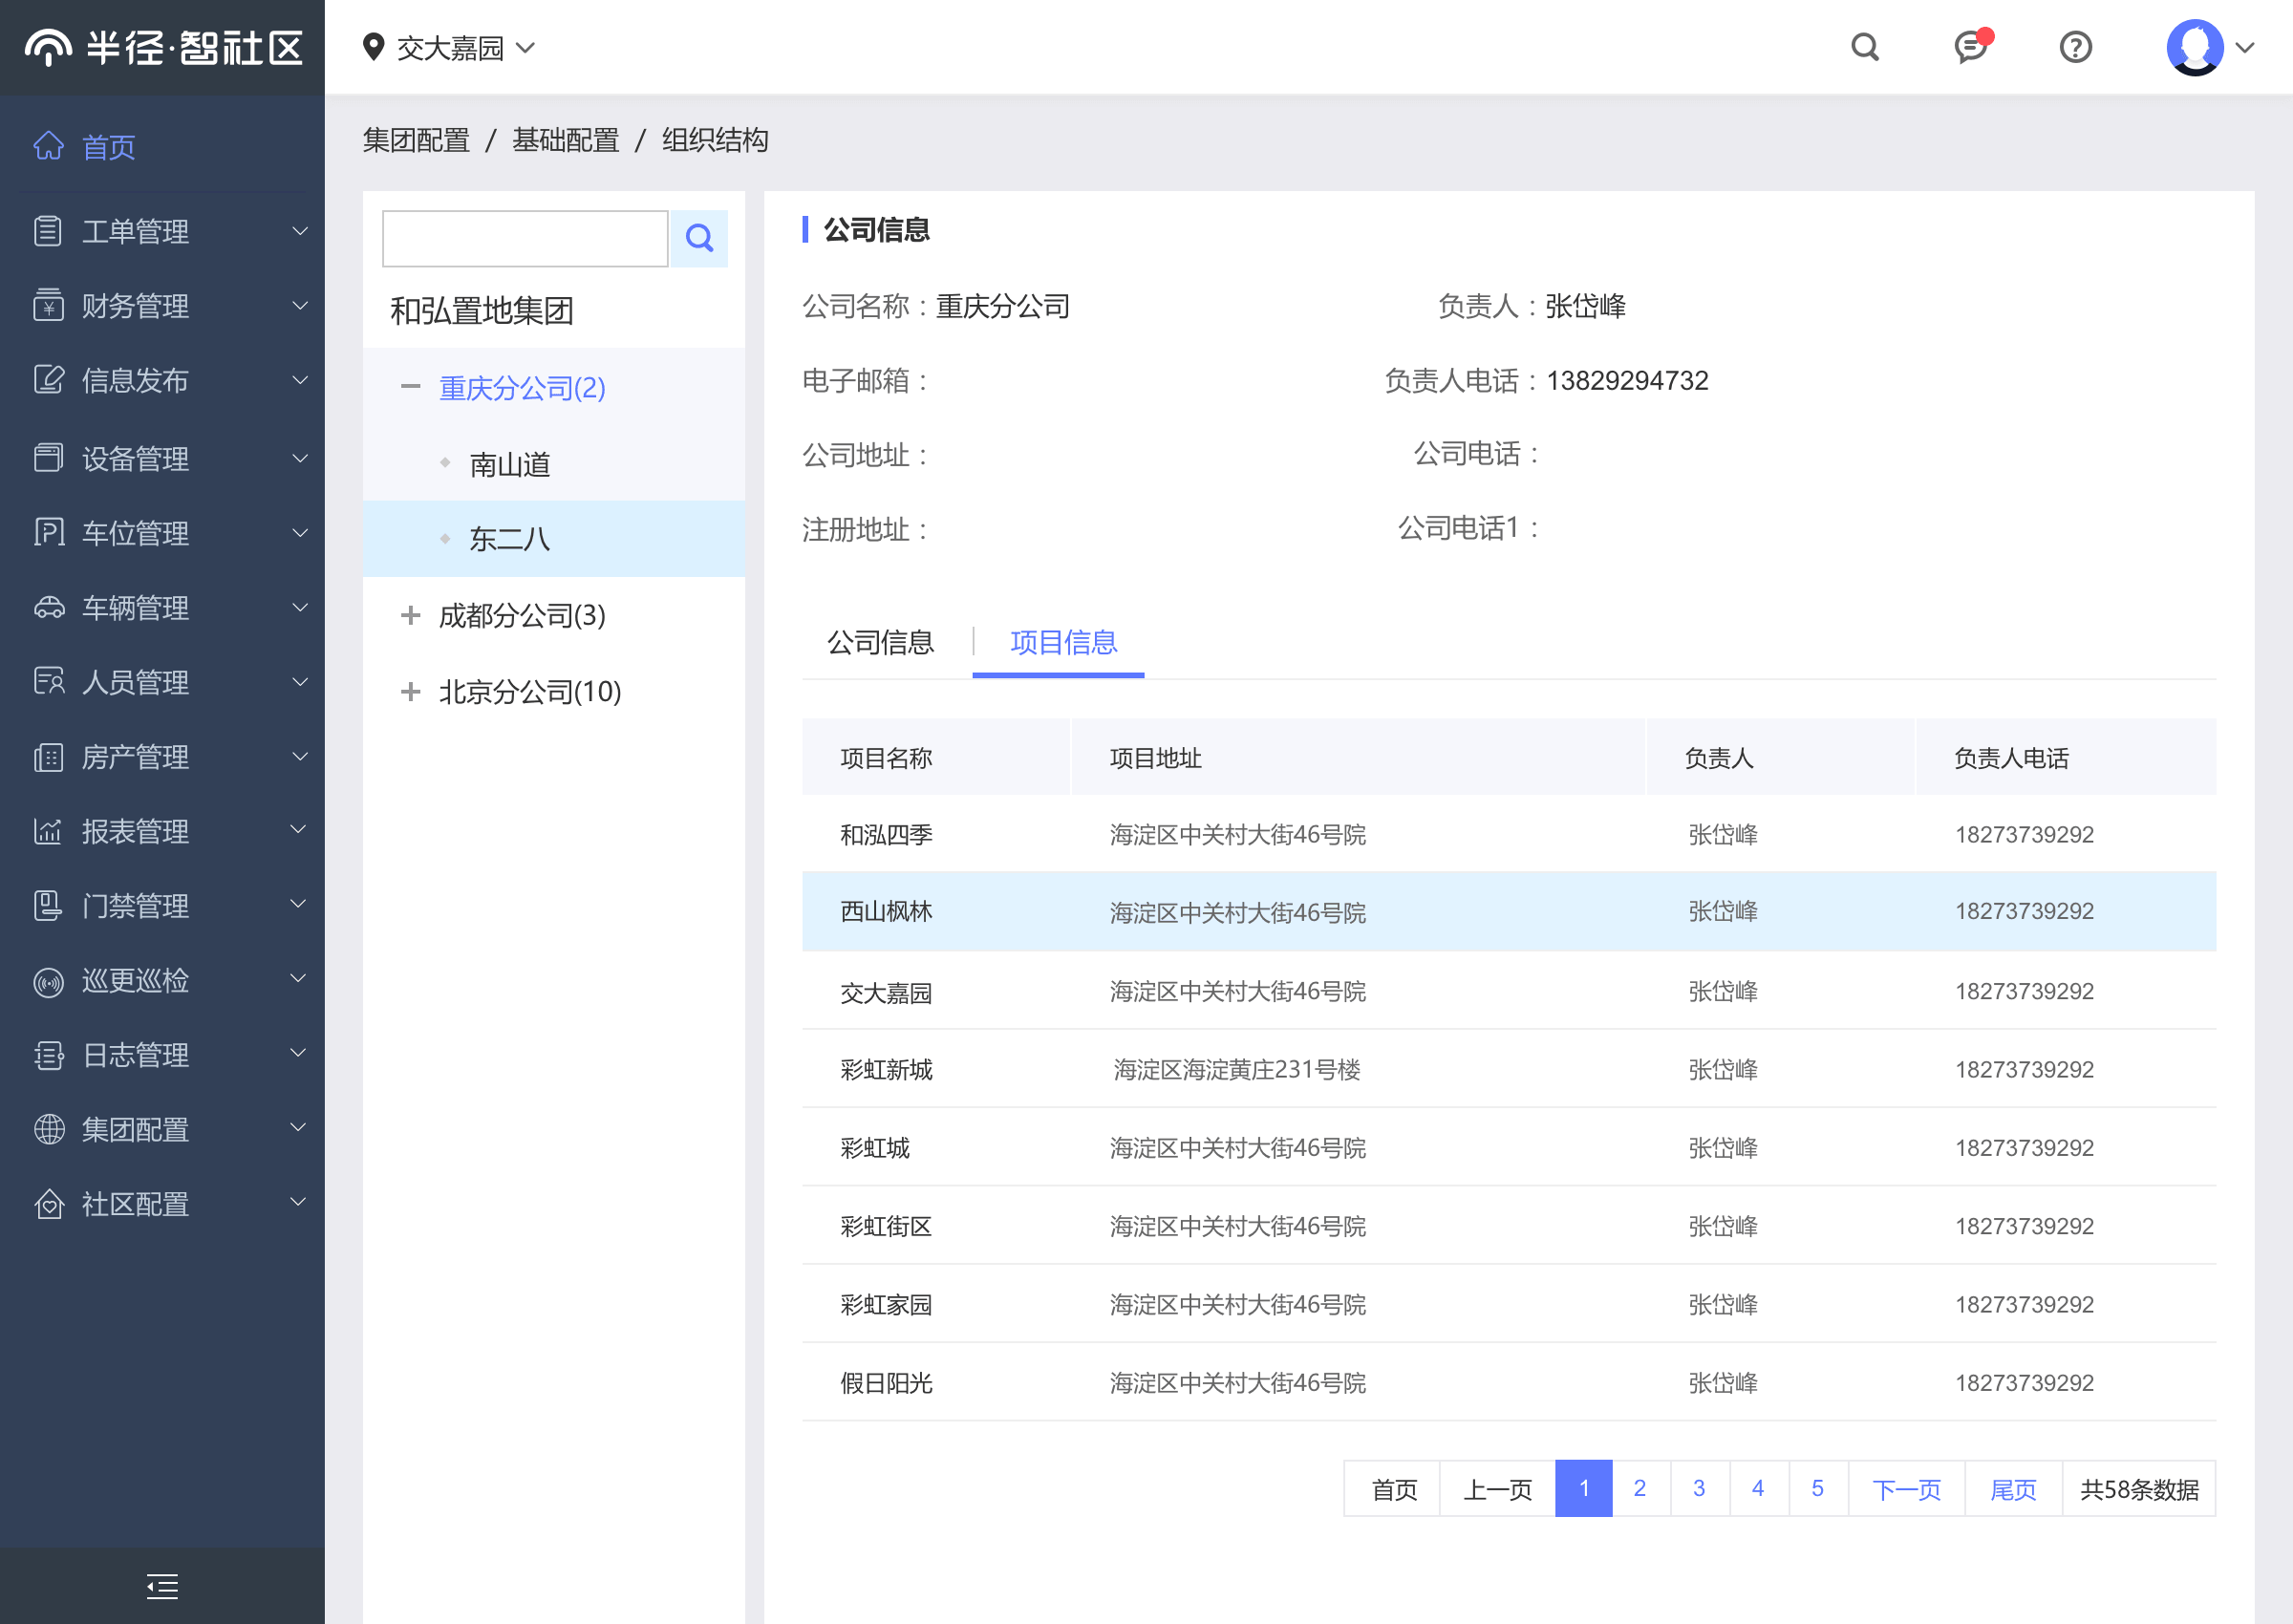 半径·智社区
交大嘉园
首页
工单管理
财务管理
信息发布
设备管理
车位管理
车辆管理
人员管理
房产管理
报表管理
门禁管理
巡更巡检
日志管理
集团配置
社区配置
集团配置 / 基础配置 / 组织结构
和弘置地集团
重庆分公司(2)
南山道
东二八
成都分公司(3)
北京分公司(10)
公司信息
公司名称：重庆分公司 负责人：张岱峰
电子邮箱： 负责人电话：13829294732
公司地址： 公司电话：
注册地址： 公司电话1：
公司信息 项目信息
项目名称 项目地址 负责人 负责人电话
和泓四季 海淀区中关村大街46号院 张岱峰 18273739292
西山枫林 海淀区中关村大街46号院 张岱峰 18273739292
交大嘉园 海淀区中关村大街46号院 张岱峰 18273739292
彩虹新城 海淀区海淀黄庄231号楼 张岱峰 18273739292
彩虹城 海淀区中关村大街46号院 张岱峰 18273739292
彩虹街区 海淀区中关村大街46号院 张岱峰 18273739292
彩虹家园 海淀区中关村大街46号院 张岱峰 18273739292
假日阳光 海淀区中关村大街46号院 张岱峰 18273739292
首页 上一页 1 2 3 4 5 下一页 尾页 共58条数据